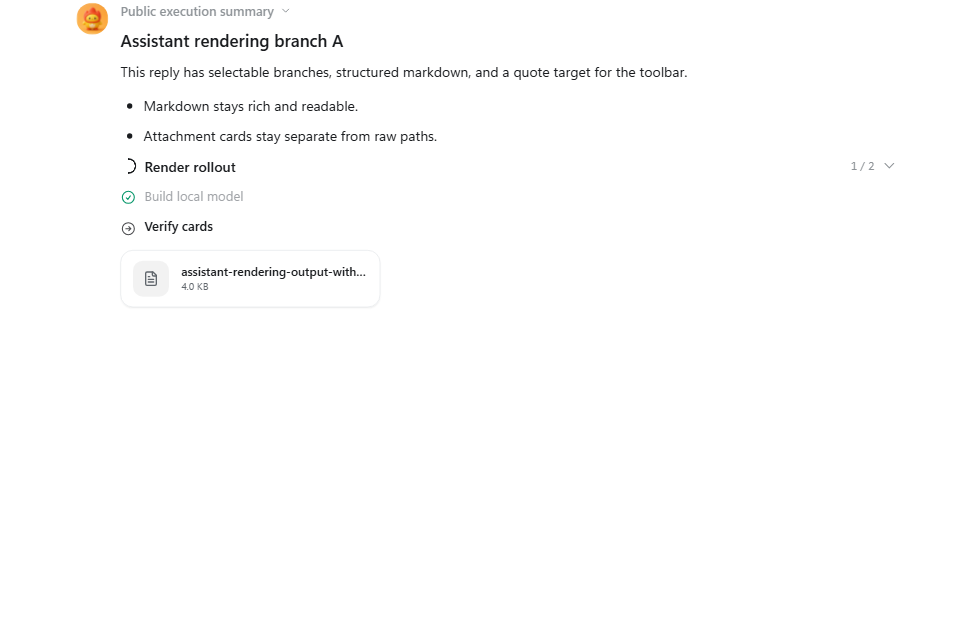 Public execution summary
Assistant rendering branch A
This reply has selectable branches, structured markdown, and a quote target for the toolbar.
Markdown stays rich and readable.
Attachment cards stay separate from raw paths.
Render rollout 1 / 2
Build local model
Verify cards
assistant-rendering-output-with...
4.0 KB